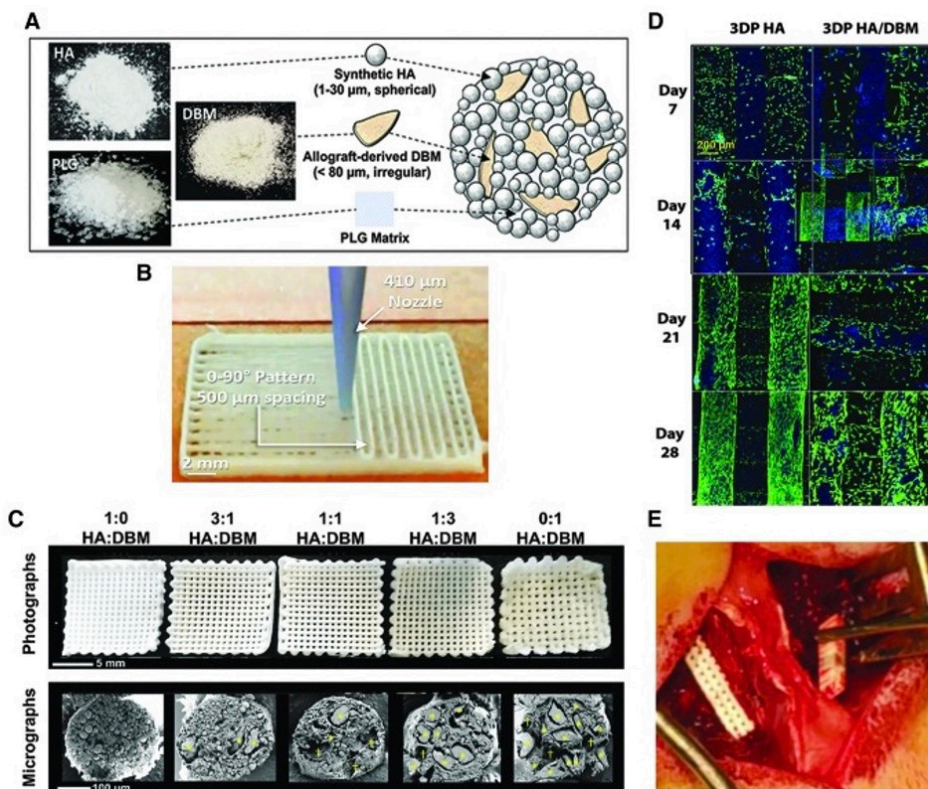 A
HA
PLG
DBM
Synthetic HA
(1-30 µm, spherical)
Allograft-derived DBM
(< 80 µm, irregular)
PLG Matrix
B
410 µm
Nozzle
0-90° Pattern
500 µm spacing
2 mm
C
1:0
HA:DBM
3:1
HA:DBM
1:1
HA:DBM
1:3
HA:DBM
0:1
HA:DBM
Photographs
5 mm
Micrographs
100 µm
D
3DP HA
3DP HA/DBM
Day
7
200 µm
Day
14
Day
21
Day
28
E